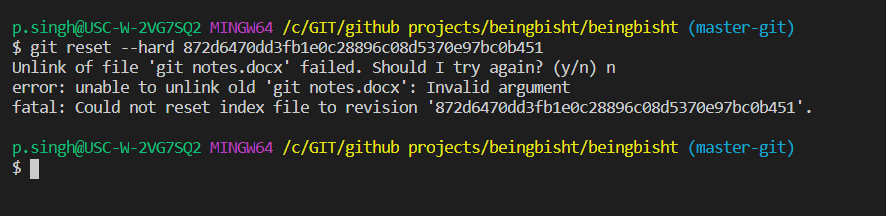 p.singh@USC-W-2VG7SQ2 MINGW64 /c/GIT/github projects/beingbisht/beingbisht (master-git)
$ git reset --hard 872d6470dd3fb1e0c28896c08d5370e97bc0b451
Unlink of file 'git notes.docx' failed. Should I try again? (y/n) n
error: unable to unlink old 'git notes.docx': Invalid argument
fatal: Could not reset index file to revision '872d6470dd3fb1e0c28896c08d5370e97bc0b451'.
p.singh@USC-W-2VG7SQ2 MINGW64 /c/GIT/github projects/beingbisht/beingbisht (master-git)
$